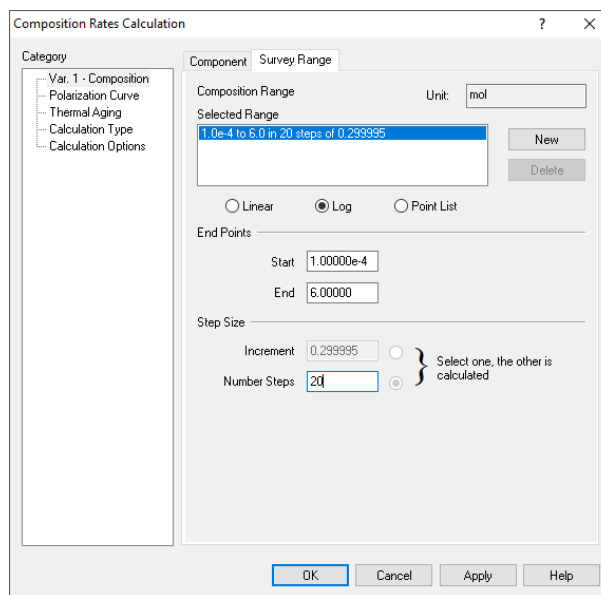 Composition Rates Calculation
?
Category
Var. 1 - Composition
Polarization Curve
Thermal Aging
Calculation Type
Calculation Options
Component
Survey Range
Composition Range
Unit: mol
Selected Range
1.0e-4 to 6.0 in 20 steps of 0.299995
New
Delete
Linear
Log
Point List
End Points
Start 1.00000e-4
End 6.00000
Step Size
Increment 0.299995
Number Steps 20
} Select one, the other is
calculated
OK
Cancel
Apply
Help